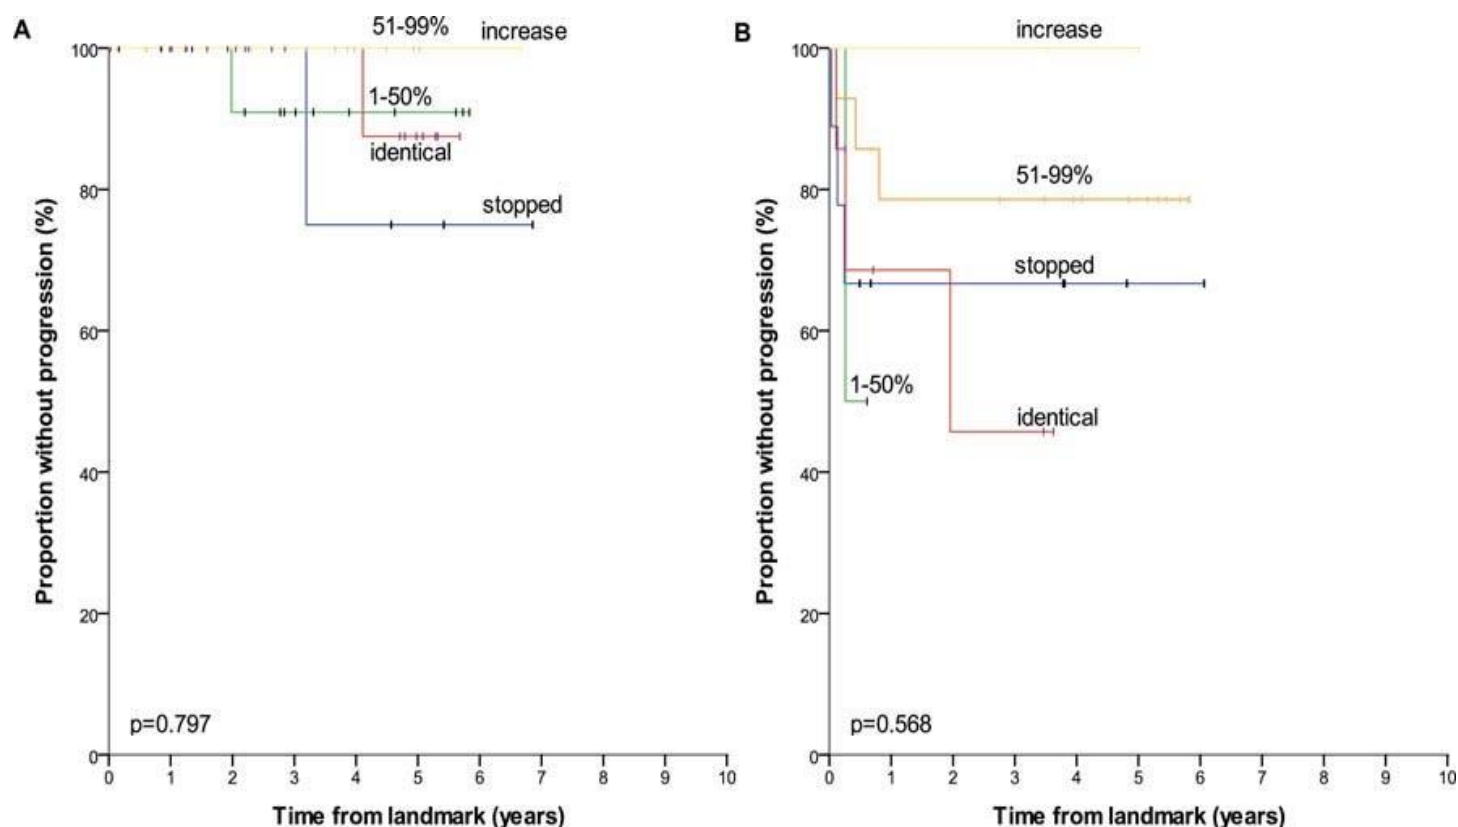 A
51-99%
increase
100
1-50%
identical
80
stopped
60
40
20
0
p=0.797
Proportion without progression (%)
0 1 2 3 4 5 6 7 8 9 10
Time from landmark (years)
B
increase
100
51-99%
80
stopped
60
1-50%
identical
40
20
0
p=0.568
Proportion without progression (%)
0 1 2 3 4 5 6 7 8 9 10
Time from landmark (years)